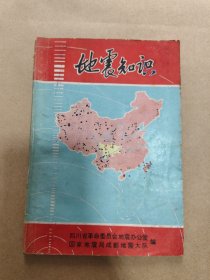 地震知识
四川省革命委员会地震办公室
国家地震局成都地震大队
编